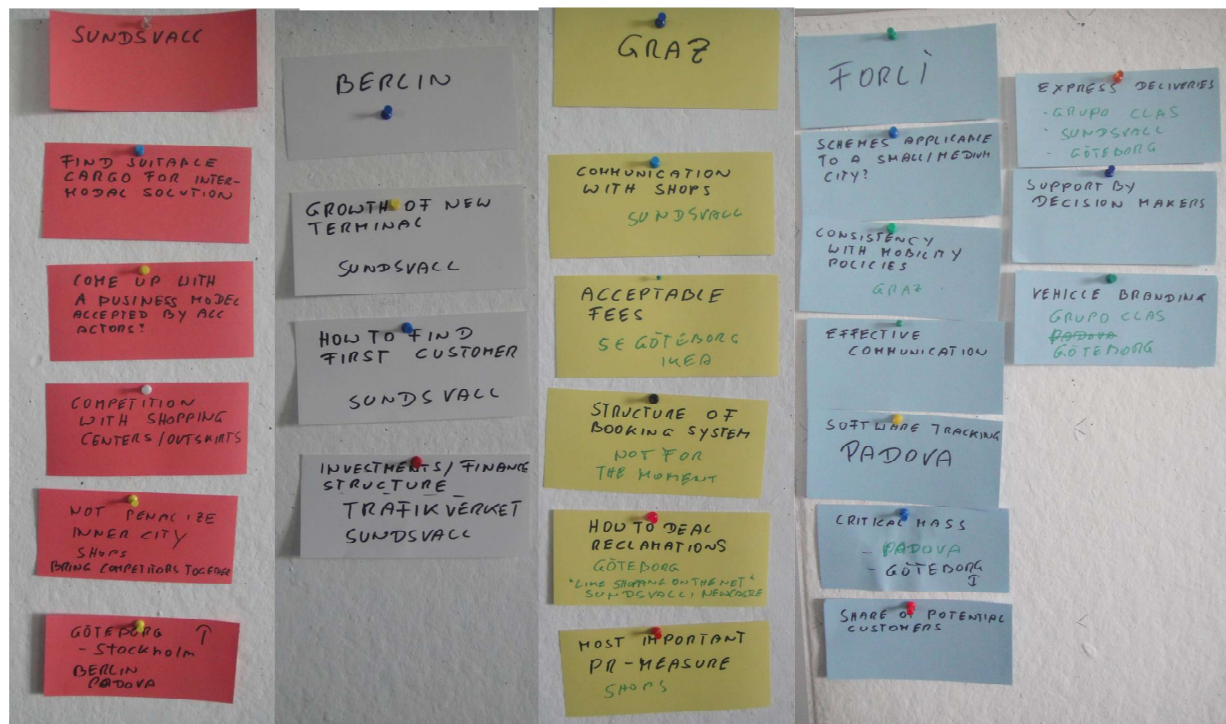 SUNDSVALL
FIND SUITABLE
CARGO FOR INTER-
MODAL SOLUTION
COME UP WITH
A BUSINESS MODEL
ACCEPTED BY ALL
ACTORS?
COMPETITION
WITH SHOPPING
CENTERS/OUTSKIRTS
NOT PENALIZE
INNER CITY
SHOPS
BRING COMPETITORS TOGETHER
GÖTEBORG ↑
- Stockholm
BERLIN
PADOVA
BERLIN
GROWTH OF NEW
TERMINAL
SUNDSVALL
HOW TO FIND
FIRST CUSTOMER
SUNDSVALL
INVESTMENTS/FINANCE
STRUCTURE
TRAFIKVERKET
SUNDSVALL
GRAZ
COMMUNICATION
WITH SHOPS
SUNDSVALL
ACCEPTABLE
FEES
5€ GÖTEBORG
IKEA
STRUCTURE OF
BOOKING SYSTEM
NOT FOR
THE MOMENT
HOW TO DEAL
RECLAMATIONS
GÖTEBORG
"LIKE SHOPPING ON THE NET"
SUNDSVALL, NEWCASTLE
MOST IMPORTANT
PR-MEASURE
SHOPS
FORLÌ
SCHEMES APPLICABLE
TO A SMALL/MEDIUM
CITY?
CONSISTENCY
WITH MOBILITY
POLICIES
GRAZ
EFFECTIVE
COMMUNICATION
SOFTWARE TRACKING
PADOVA
CRITICAL MASS
- PADOVA
- GÖTEBORG
I
SHARE OF POTENTIAL
CUSTOMERS
EXPRESS DELIVERIES
- GRUPO CLAS
- SUNDSVALL
- GÖTEBORG
SUPPORT BY
DECISION MAKERS
VEHICLE BRANDING
GRUPO CLAS
PADOVA
GÖTEBORG